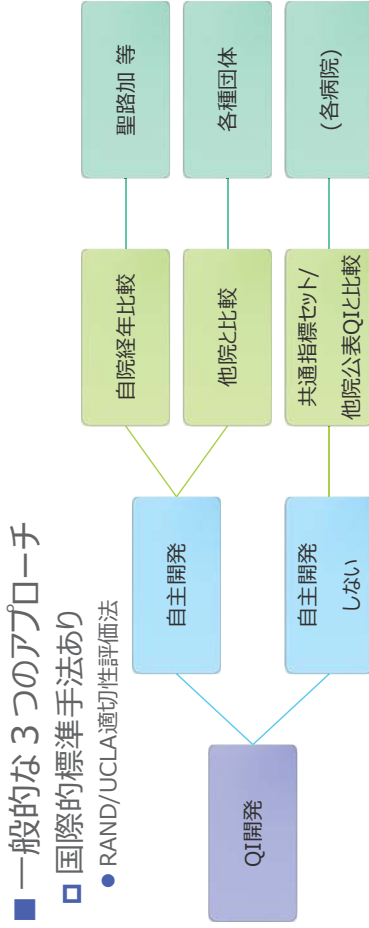 ■ 一般的な３つのアプローチ
国際的標準手法あり
● RAND/UCLA適切性評価法
QI開発
自主開発
自主開発
しない
自院経年比較
他院と比較
共通指標セット/
他院公表QIと比較
聖路加 等
各種団体
(各病院)